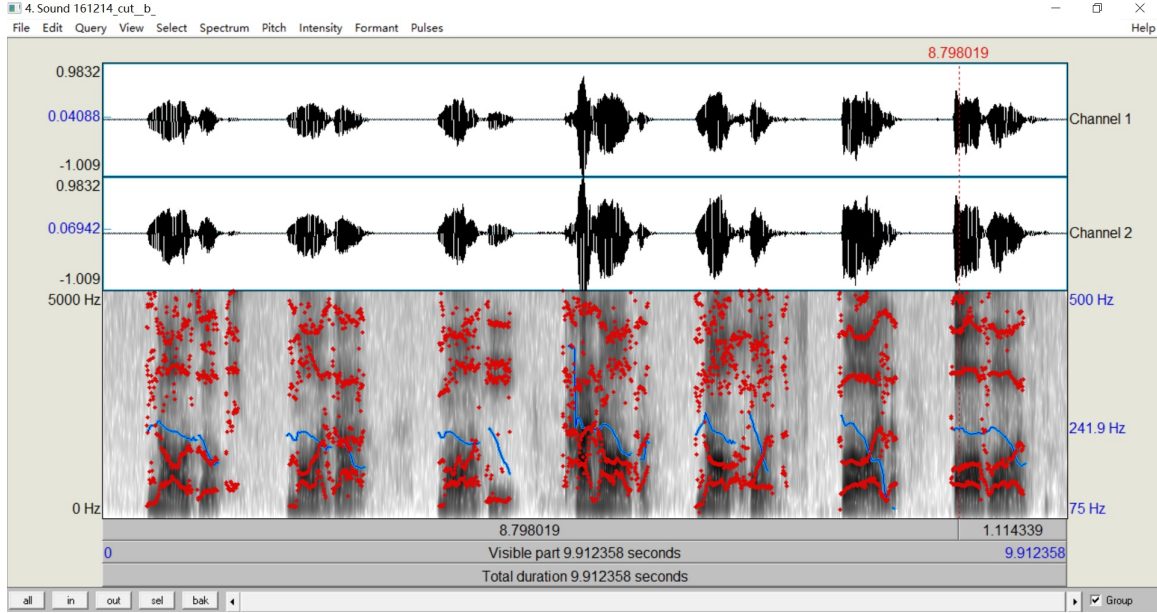 4. Sound 161214_cut__b_
File Edit Query View Select Spectrum Pitch Intensity Formant Pulses Help
8.798019
0.9832
0.04088 Channel 1
-1.009
0.9832
0.06942 Channel 2
-1.009
5000 Hz 500 Hz
241.9 Hz
0 Hz 75 Hz
8.798019 1.114339
0 Visible part 9.912358 seconds 9.912358
Total duration 9.912358 seconds
all in out sel bak Group